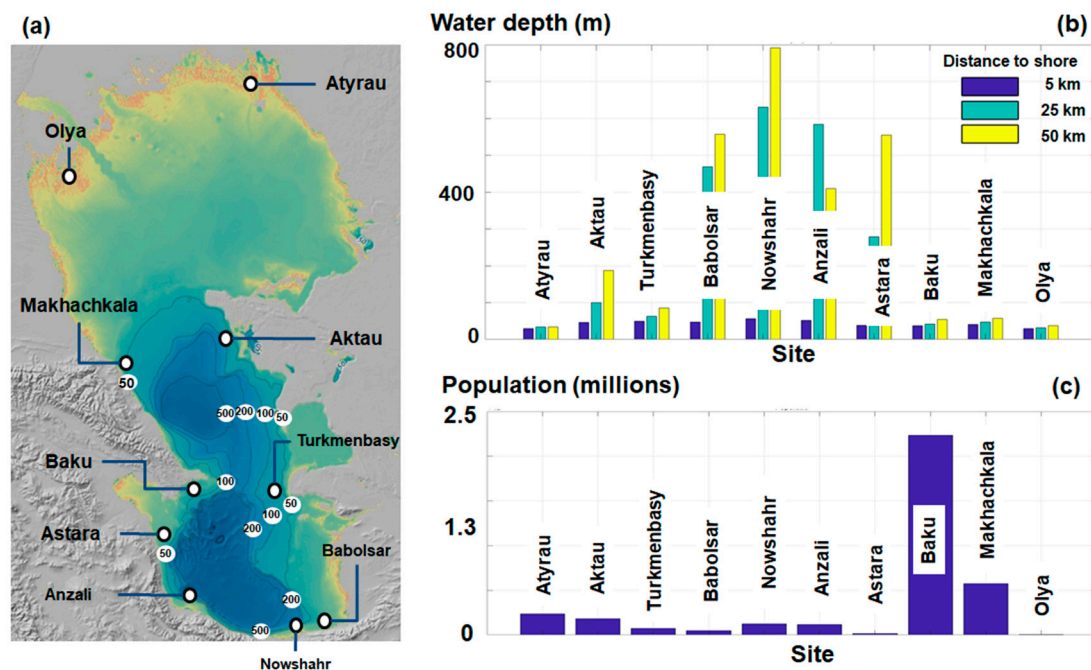 (a)
Atyrau
Olya
Makhachkala
Aktau
50
500
200
100
50
Turkmenbasy
Baku
100
50
100
200
Astara
50
Babolsar
Anzali
200
500
Nowshahr
Water depth (m)
(b)
800
400
0
Distance to shore
5 km
25 km
50 km
Atyrau
Aktau
Turkmenbasy
Babolsar
Nowshahr
Anzali
Astara
Baku
Makhachkala
Olya
Site
Population (millions)
(c)
2.5
1.3
0
Atyrau
Aktau
Turkmenbasy
Babolsar
Nowshahr
Anzali
Astara
Baku
Makhachkala
Olya
Site